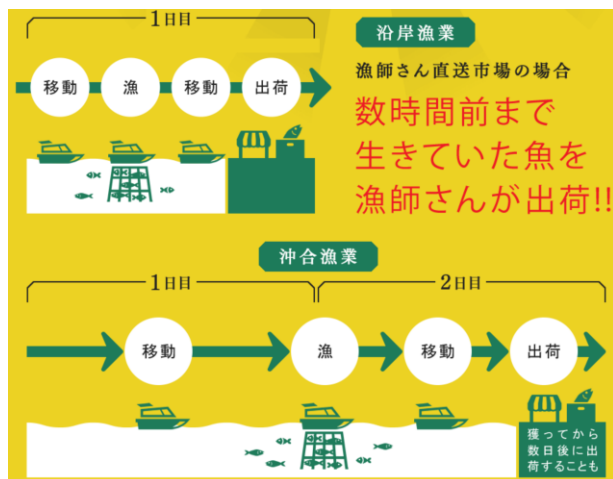 1日目
移動
漁
移動
出荷
沿岸漁業
漁師さん直送市場の場合
数時間前まで
生きていた魚を
漁師さんが出荷!!
沖合漁業
1日目
2日目
移動
漁
移動
出荷
獲ってから
数日後に出
荷することも